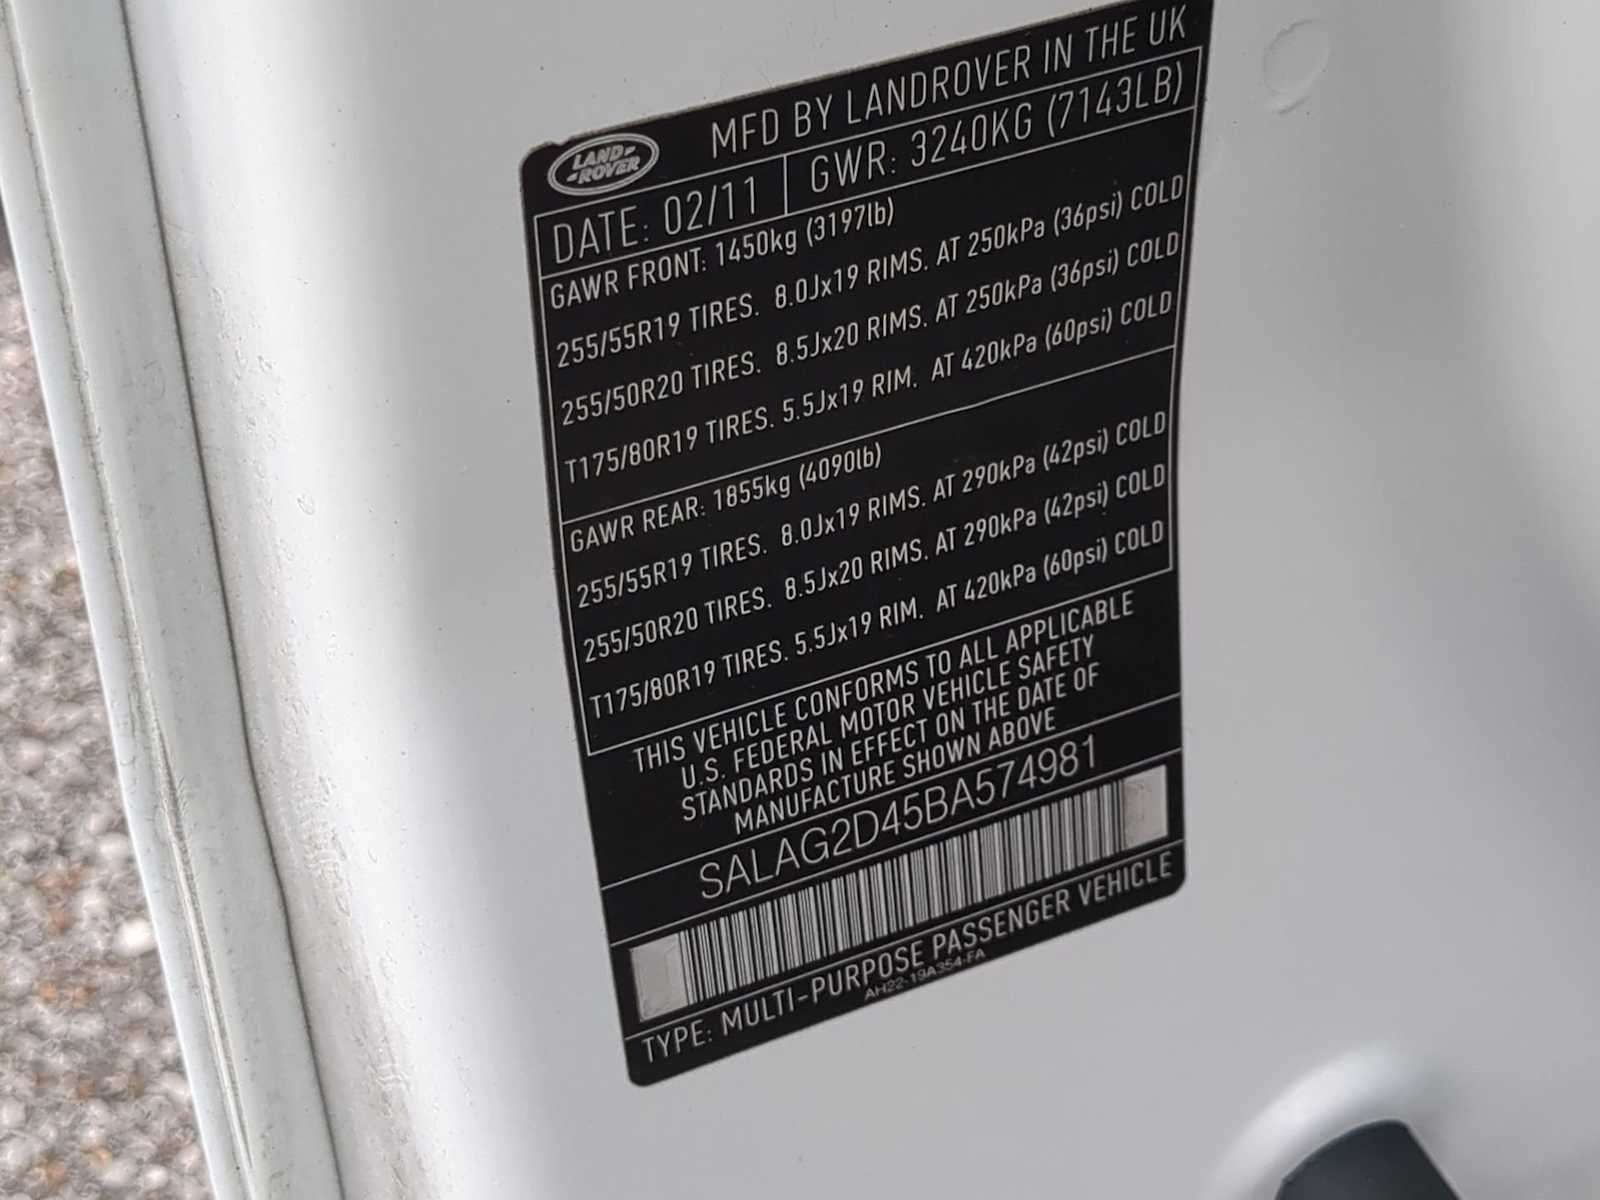 LAND-
-ROVER
MFD BY LANDROVER IN THE UK
DATE: 02/11 GWR: 3240KG (7143LB)
GAWR FRONT: 1450kg (3197lb)
255/55R19 TIRES. 8.0Jx19 RIMS. AT 250kPa (36psi) COLD
255/50R20 TIRES. 8.5Jx20 RIMS. AT 250kPa (36psi) COLD
T175/80R19 TIRES. 5.5Jx19 RIM. AT 420kPa (60psi) COLD
GAWR REAR: 1855kg (4090lb)
255/55R19 TIRES. 8.0Jx19 RIMS. AT 290kPa (42psi) COLD
255/50R20 TIRES. 8.5Jx20 RIMS. AT 290kPa (42psi) COLD
T175/80R19 TIRES. 5.5Jx19 RIM. AT 420kPa (60psi) COLD
THIS VEHICLE CONFORMS TO ALL APPLICABLE
U.S. FEDERAL MOTOR VEHICLE SAFETY
STANDARDS IN EFFECT ON THE DATE OF
MANUFACTURE SHOWN ABOVE
SALAG2D45BA574981
TYPE: MULTI-PURPOSE PASSENGER VEHICLE
AH22-19A354-FA